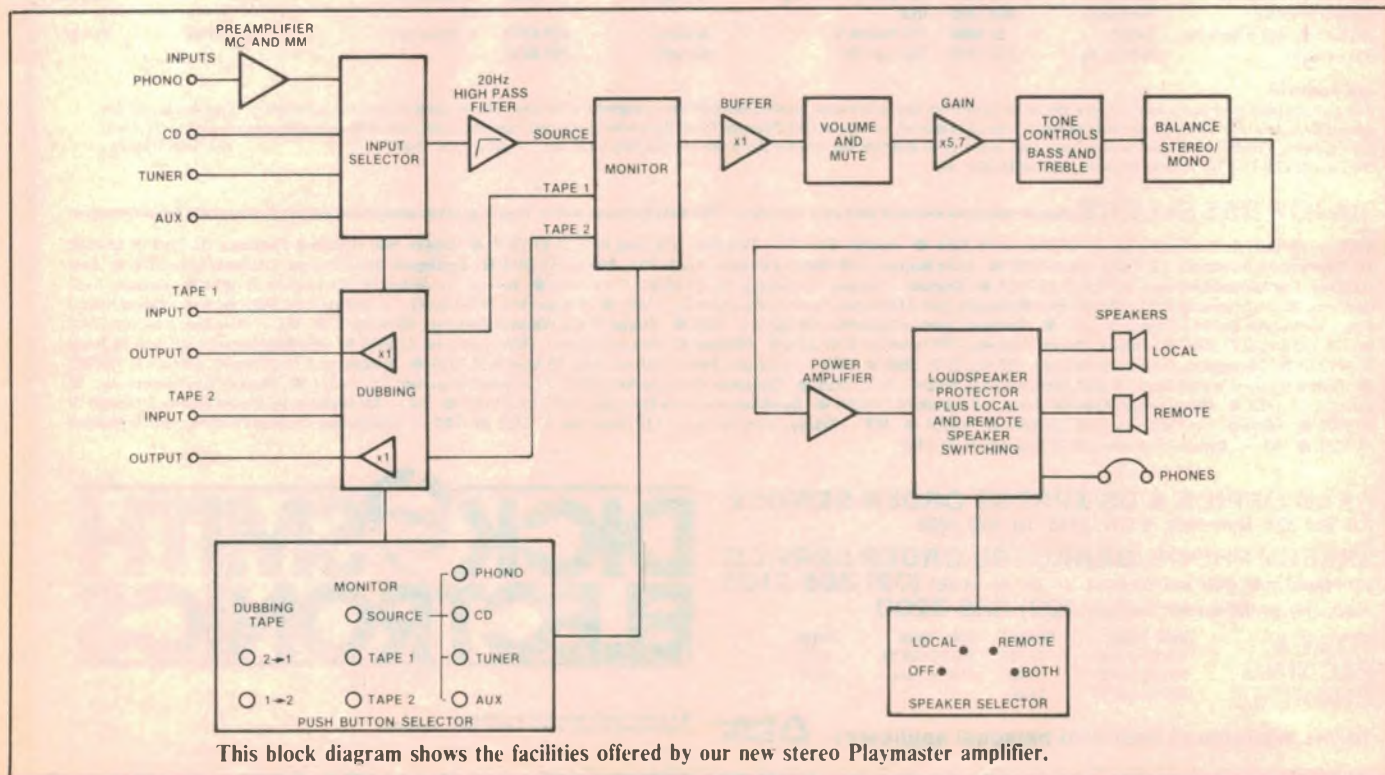 PREAMPLIFIER
MC AND MM
INPUTS
PHONO
CD
TUNER
AUX
INPUT
SELECTOR
20Hz
HIGH PASS
FILTER
SOURCE
TAPE 1
TAPE 2
MONITOR
BUFFER
x1
VOLUME
AND
MUTE
GAIN
x5,7
TONE
CONTROLS
BASS AND
TREBLE
BALANCE
STEREO/
MONO
TAPE 1
INPUT
OUTPUT
TAPE 2
INPUT
OUTPUT
x1
DUBBING
x1
POWER
AMPLIFIER
LOUDSPEAKER
PROTECTOR
PLUS LOCAL
AND REMOTE
SPEAKER
SWITCHING
SPEAKERS
LOCAL
REMOTE
PHONES
DUBBING
TAPE
2→1
1→2
MONITOR
SOURCE
TAPE 1
TAPE 2
PHONO
CD
TUNER
AUX
PUSH BUTTON SELECTOR
LOCAL
REMOTE
OFF
BOTH
SPEAKER SELECTOR
This block diagram shows the facilities offered by our new stereo Playmaster amplifier.